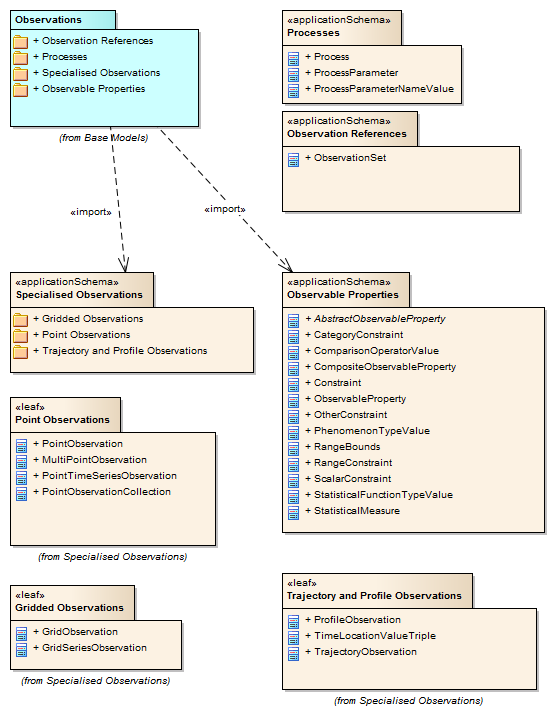 Observations
+ Observation References
+ Processes
+ Specialised Observations
+ Observable Properties
(from Base Models)
«applicationSchema»
Processes
+ Process
+ ProcessParameter
+ ProcessParameterNameValue
«applicationSchema»
Observation References
+ ObservationSet
«import»
«import»
«applicationSchema»
Specialised Observations
+ Gridded Observations
+ Point Observations
+ Trajectory and Profile Observations
«applicationSchema»
Observable Properties
+ AbstractObservableProperty
+ CategoryConstraint
+ ComparisonOperatorValue
+ CompositeObservableProperty
+ Constraint
+ ObservableProperty
+ OtherConstraint
+ PhenomenonTypeValue
+ RangeBounds
+ RangeConstraint
+ ScalarConstraint
+ StatisticalFunctionTypeValue
+ StatisticalMeasure
«leaf»
Point Observations
+ PointObservation
+ MultiPointObservation
+ PointTimeSeriesObservation
+ PointObservationCollection
(from Specialised Observations)
«leaf»
Gridded Observations
+ GridObservation
+ GridSeriesObservation
(from Specialised Observations)
«leaf»
Trajectory and Profile Observations
+ ProfileObservation
+ TimeLocationValueTriple
+ TrajectoryObservation
(from Specialised Observations)